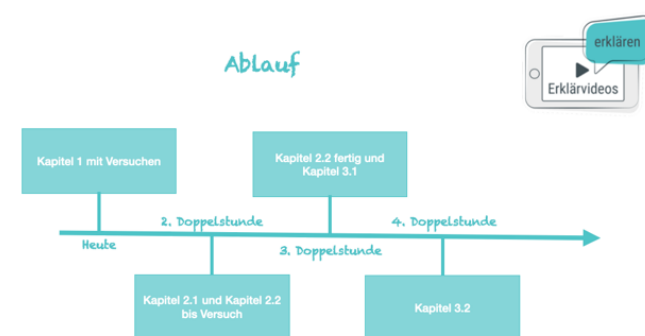 erklären
Ablauf
Erklärvideos
Kapitel 1 mit Versuchen
Kapitel 2.2 fertig und
Kapitel 3.1
2. Doppelstunde
4. Doppelstunde
Heute
3. Doppelstunde
Kapitel 2.1 und Kapitel 2.2
bis Versuch
Kapitel 3.2